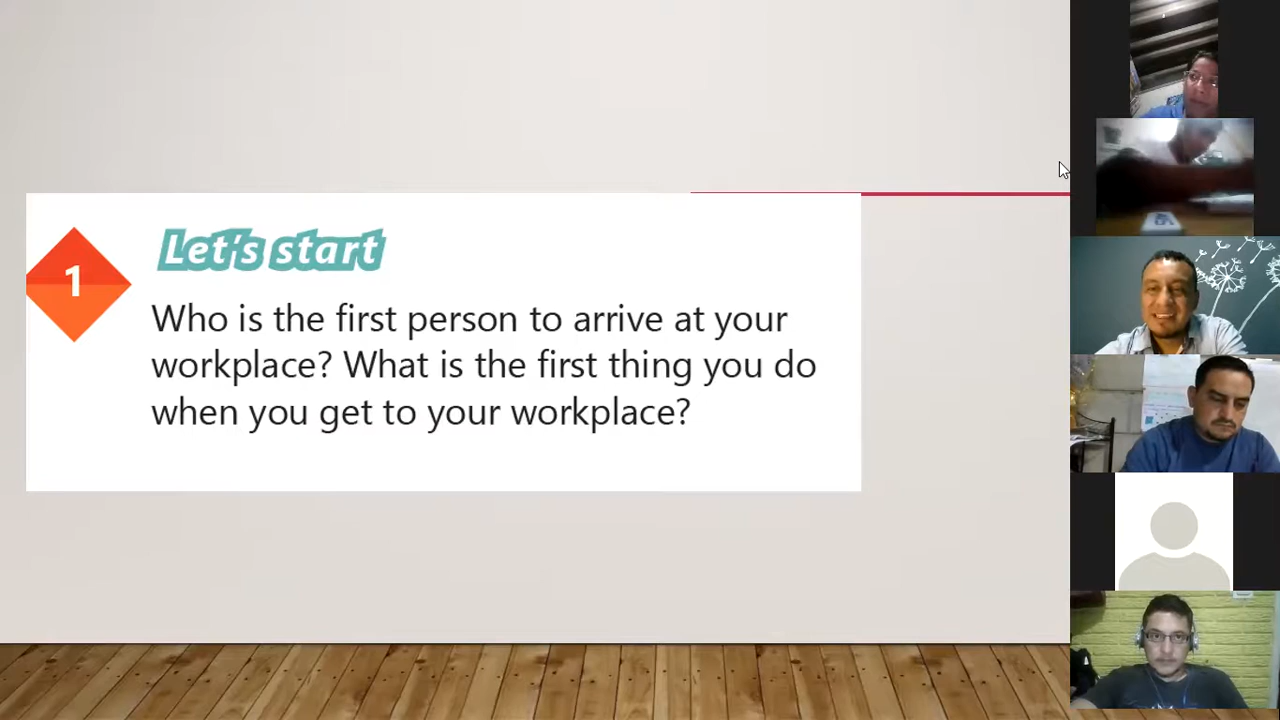 1
Let's start
Who is the first person to arrive at your
workplace? What is the first thing you do
when you get to your workplace?